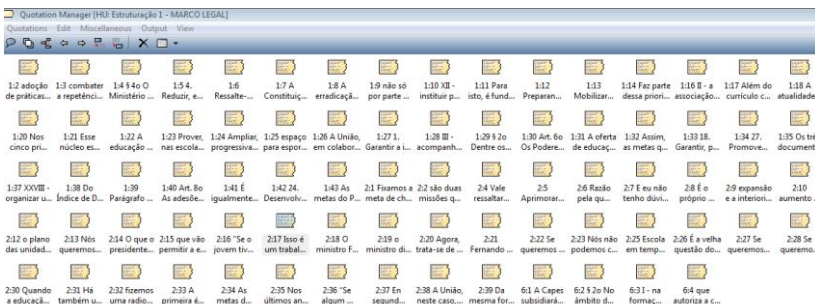 Quotation Manager [HU: Estruturação 1 - MARCO LEGAL]
Quotations Edit Miscellaneous Output View
1:2 adoção 1:3 combater 1:4 § 4o O 1:5 4. 1:6 1:7 A 1:8 A 1:9 não só 1:10 XII - 1:11 Para 1:12 1:13 1:14 Faz parte 1:16 II - a 1:17 Além do 1:18 A
de práticas... a repetênci... Ministério ... Reduzir, e... Ressalte-... Constituiç... erradicaçã... por parte ... instituir p... isto, é fund... Preparan... Mobilizar... dessa priori... associação... currículo c... atualidade
1:20 Nos 1:21 Esse 1:22 A 1:23 Prover, 1:24 Ampliar, 1:25 espaço 1:26 A União, 1:27 1. 1:28 III - 1:29 § 2o 1:30 Art. 6o 1:31 A oferta 1:32 Assim, 1:33 18. 1:34 27. 1:35 Os tré
cinco pri... núcleo es... educação ... nas escola... progressiva... para espor... em colabor... Garantir a i... acompanh... Dentre os... Os Podere... de educaç... as metas q... Garantir, p... Promove... document
1:37 XXVIII - 1:38 Do 1:39 1:40 Art. 8o 1:41 É 1:42 24. 1:43 As 2:1 Fixamos a 2:2 são duas 2:4 Vale 2:5 2:6 Razão 2:7 E eu não 2:8 É o 2:9 expansão 2:10
organizar u... Índice de D... Parágrafo ... As adesõe... igualmente... Desenvolv... metas do P... meta de ch... missões q... ressaltar... Aprimorar... pela qu... tenho dúvi... próprio ... e a interiori... aumento
2:12 o plano 2:13 Nós 2:14 O que o 2:15 que vão 2:16 "Se o 2:17 Isso é 2:18 O 2:19 o 2:20 Agora, 2:21 2:22 Se 2:23 Nós não 2:25 Escola 2:26 É a velha 2:27 Se 2:28 Se
das unidad... queremos... presidente... permitir a e... jovem tiv... um trabal... ministro F... ministro di... trata-se de ... Fernando ... queremos ... podemos c... em temp... questão do... queremos... queremo.
2:30 Quando 2:31 Há 2:32 fizemos 2:33 A 2:34 As 2:35 Nos 2:36 "Se 2:37 En 2:38 A União, 2:39 Da 6:1 A Capes 6:2 § 2o No 6:3 I - na 6:4 que
a educaçã... também u... uma radio... primeira é... metas d... últimos an... algum ... segund... neste caso,... mesma for... subsidiará... âmbito d... formaç... autoriza a c...